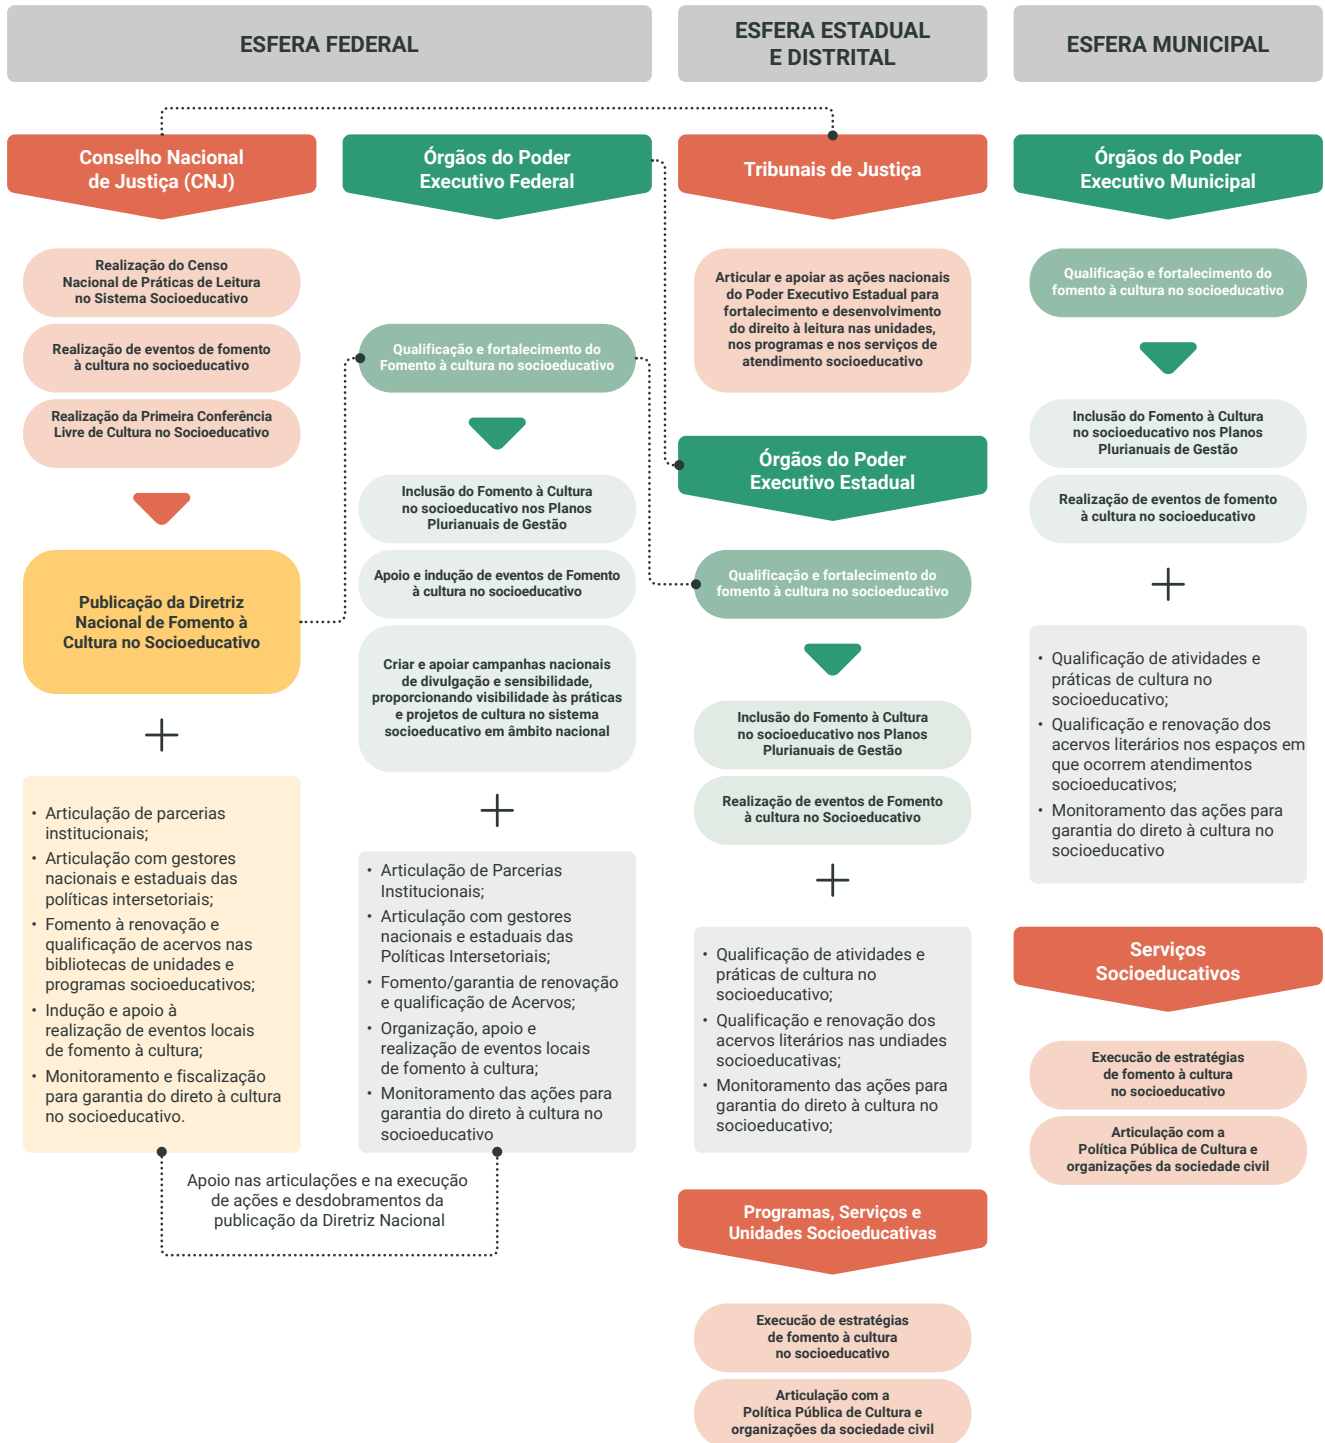 ESFERA FEDERAL
ESFERA ESTADUAL
E DISTRITAL
ESFERA MUNICIPAL
Conselho Nacional
de Justiça (CNJ)
Realização do Censo
Nacional de Práticas de Leitura
no Sistema Socioeducativo
Realização de eventos de fomento
à cultura no socioeducativo
Realização da Primeira Conferência
Livre de Cultura no Socioeducativo
Publicação da Diretriz
Nacional de Fomento à
Cultura no Socioeducativo
+
• Articulação de parcerias
institucionais;
• Articulação com gestores
nacionais e estaduais das
políticas intersetoriais;
• Fomento à renovação e
qualificação de acervos nas
bibliotecas de unidades e
programas socioeducativos;
• Indução e apoio à
realização de eventos locais
de fomento à cultura;
• Monitoramento e fiscalização
para garantia do direto à cultura
no socioeducativo.
Órgãos do Poder
Executivo Federal
Qualificação e fortalecimento do
Fomento à cultura no socioeducativo
Inclusão do Fomento à Cultura
no socioeducativo nos Planos
Plurianuais de Gestão
Apoio e indução de eventos de Fomento
à cultura no socioeducativo
Criar e apoiar campanhas nacionais
de divulgação e sensibilidade,
proporcionando visibilidade às práticas
e projetos de cultura no sistema
socioeducativo em âmbito nacional
+
• Articulação de Parcerias
Institucionais;
• Articulação com gestores
nacionais e estaduais das
Políticas Intersetoriais;
• Fomento/garantia de renovação
e qualificação de Acervos;
• Organização, apoio e
realização de eventos locais
de fomento à cultura;
• Monitoramento das ações para
garantia do direto à cultura no
socioeducativo
Apoio nas articulações e na execução
de ações e desdobramentos da
publicação da Diretriz Nacional
Tribunais de Justiça
Articular e apoiar as ações nacionais
do Poder Executivo Estadual para
fortalecimento e desenvolvimento
do direito à leitura nas unidades,
nos programas e nos serviços de
atendimento socioeducativo
Órgãos do Poder
Executivo Estadual
Qualificação e fortalecimento do
fomento à cultura no socioeducativo
Inclusão do Fomento à Cultura
no socioeducativo nos Planos
Plurianuais de Gestão
Realização de eventos de Fomento
à cultura no Socioeducativo
+
• Qualificação de atividades e
práticas de cultura no
socioeducativo;
• Qualificação e renovação dos
acervos literários nas undiades
socioeducativas;
• Monitoramento das ações para
garantia do direto à cultura no
socioeducativo;
Programas, Serviços e
Unidades Socioeducativas
Execucão de estratégias
de fomento à cultura
no socioeducativo
Articulação com a
Política Pública de Cultura e
organizações da sociedade civil
Órgãos do Poder
Executivo Municipal
Qualificação e fortalecimento do
fomento à cultura no socioeducativo
Inclusão do Fomento à Cultura
no socioeducativo nos Planos
Plurianuais de Gestão
Realização de eventos de fomento
à cultura no socioeducativo
+
• Qualificação de atividades e
práticas de cultura no
socioeducativo;
• Qualificação e renovação dos
acervos literários nos espaços em
que ocorrem atendimentos
socioeducativos;
• Monitoramento das ações para
garantia do direto à cultura no
socioeducativo
Serviços
Socioeducativos
Execucão de estratégias
de fomento à cultura
no socioeducativo
Articulação com a
Política Pública de Cultura e
organizações da sociedade civil